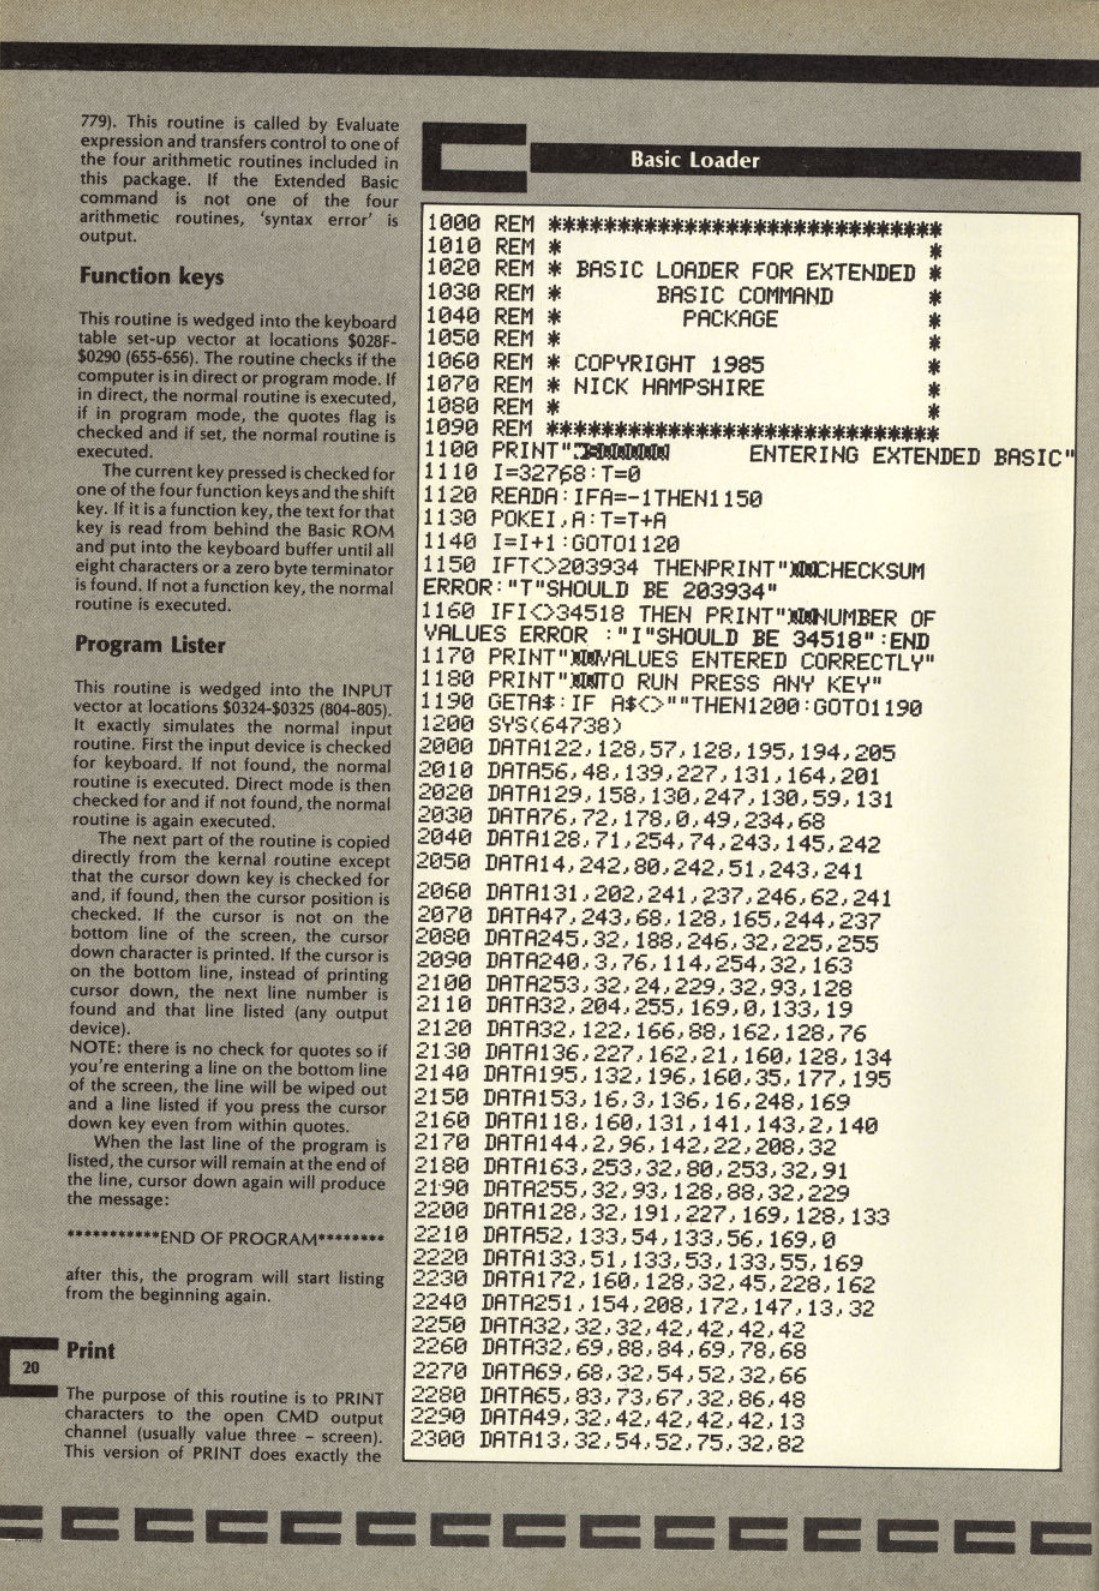 779). This routine is called by Evaluate
expression and transfers control to one of
the four arithmetic routines included in
this package. If the Extended Basic
command is not one of the four
arithmetic routines, ‘syntax error’ is
output.
Function keys
This routine is wedged into the keyboard
table set-up vector at locations $028F-
$0290 (655-656). The routine checks if the
computer is in direct or program mode. If
in direct, the normal routine is executed,
if in program mode, the quotes flag is
checked and if set, the normal routine is
executed.
The current key pressed is checked for
one of the four function keys and the shift
key. If it is a function key, the text for that
key is read from behind the Basic ROM
and put into the keyboard buffer until all
eight characters or a zero byte terminator
is found. If not a function key, the normal
routine is executed.
Program Lister
This routine is wedged into the INPUT
vector at locations $0324-$0325 (804-805).
It exactly simulates the normal input
routine. First the input device is checked
for keyboard. If not found, the normal
routine is executed. Direct mode is then
checked for and if not found, the normal
routine is again executed.
The next part of the routine is copied
directly from the kernal routine except
that the cursor down key is checked for
and, if found, then the cursor position is
checked. If the cursor is not on the
bottom line of the screen, the cursor
down character is printed. If the cursor is
on the bottom line, instead of printing
cursor down, the next line number is
found and that line listed (any output
device).
NOTE: there is no check for quotes so if
you're entering a line on the bottom line
of the screen, the line will be wiped out
and a line listed if you press the cursor
down key even from within quotes.
When the last line of the program is
listed, the cursor will remain at the end of
the line, cursor down again will produce
the message:
***********END OF PROGRAM********
after this, the program will start listing
from the beginning again.
Print
The purpose of this routine is to PRINT
characters to the open CMD output
channel (usually value three – screen).
This version of PRINT does exactly the
20
Basic Loader
1000 REM *****************************
1010 REM * *
1020 REM * BASIC LOADER FOR EXTENDED *
1030 REM * BASIC COMMAND *
1040 REM * PACKAGE *
1050 REM * *
1060 REM * COPYRIGHT 1985 *
1070 REM * NICK HAMPSHIRE *
1080 REM * *
1090 REM *****************************
1100 PRINT" ENTERING EXTENDED BASIC"
1110 I=32768:T=0
1120 READA:IFA=-1THEN1150
1130 POKEI,A:T=T+A
1140 I=I+1:GOTO1120
1150 IFT<>203934 THENPRINT"CHECKSUM
ERROR:"T"SHOULD BE 203934"
1160 IFI<>34518 THEN PRINT"NUMBER OF
VALUES ERROR :"I"SHOULD BE 34518":END
1170 PRINT"VALUES ENTERED CORRECTLY"
1180 PRINT"TO RUN PRESS ANY KEY"
1190 GETA$:IF A$<>""THEN1200:GOTO1190
1200 SYS(64738)
2000 DATA122,128,57,128,195,194,205
2010 DATA56,48,139,227,131,164,201
2020 DATA129,158,130,247,130,59,131
2030 DATA76,72,178,0,49,234,68
2040 DATA128,71,254,74,243,145,242
2050 DATA14,242,80,242,51,243,241
2060 DATA131,202,241,237,246,62,241
2070 DATA47,243,68,128,165,244,237
2080 DATA245,32,188,246,32,225,255
2090 DATA240,3,76,114,254,32,163
2100 DATA253,32,24,229,32,93,128
2110 DATA32,204,255,169,0,133,19
2120 DATA32,122,166,88,162,128,76
2130 DATA136,227,162,21,160,128,134
2140 DATA195,132,196,160,35,177,195
2150 DATA153,16,3,136,16,248,169
2160 DATA118,160,131,141,143,2,140
2170 DATA144,2,96,142,22,208,32
2180 DATA163,253,32,80,253,32,91
2190 DATA255,32,93,128,88,32,229
2200 DATA128,32,191,227,169,128,133
2210 DATA52,133,54,133,56,169,0
2220 DATA133,51,133,53,133,55,169
2230 DATA172,160,128,32,45,228,162
2240 DATA251,154,208,172,147,13,32
2250 DATA32,32,32,42,42,42,42
2260 DATA32,69,88,84,69,78,68
2270 DATA69,68,32,54,52,32,66
2280 DATA65,83,73,67,32,86,48
2290 DATA49,32,42,42,42,42,13
2300 DATA13,32,54,52,75,32,82